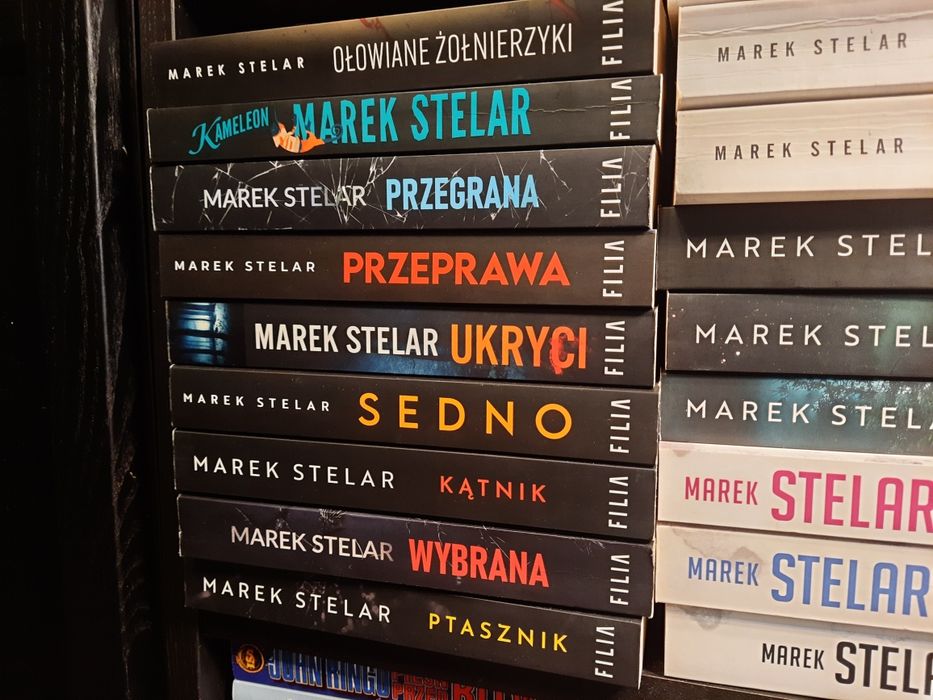 MAREK STELAR OŁOWIANE ŻOŁNIERZYKI FILIA
KAMELEON MAREK STELAR FILIA
MAREK STELAR PRZEGRANA FILIA
MAREK STELAR PRZEPRAWA FILIA
MAREK STELAR UKRYCI FILIA
MAREK STELAR SEDNO FILIA
MAREK STELAR KĄTNIK FILIA
MAREK STELAR WYBRANA FILIA
MAREK STELAR PTASZNIK FILIA
JOHN RINGO
MAREK STELAR
MAREK STELAR
MAREK STEL
MAREK STEL
MAREK STEL
MAREK STELAR
MAREK STELAR
MAREK STELA